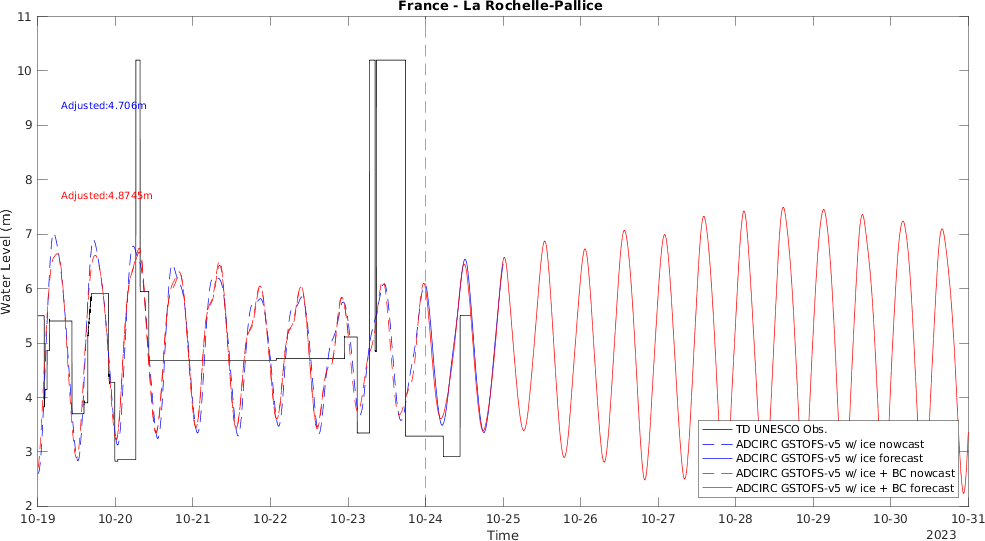 France - La Rochelle-Pallice
11
10
9
8
7
6
5
4
3
2
Water Level (m)
Adjusted:4.706m
Adjusted:4.8745m
TD UNESCO Obs.
ADCIRC GSTOFS-v5 w/ ice nowcast
ADCIRC GSTOFS-v5 w/ ice forecast
ADCIRC GSTOFS-v5 w/ ice + BC nowcast
ADCIRC GSTOFS-v5 w/ ice + BC forecast
10-19 10-20 10-21 10-22 10-23 10-24 10-25 10-26 10-27 10-28 10-29 10-30 10-31
Time
2023